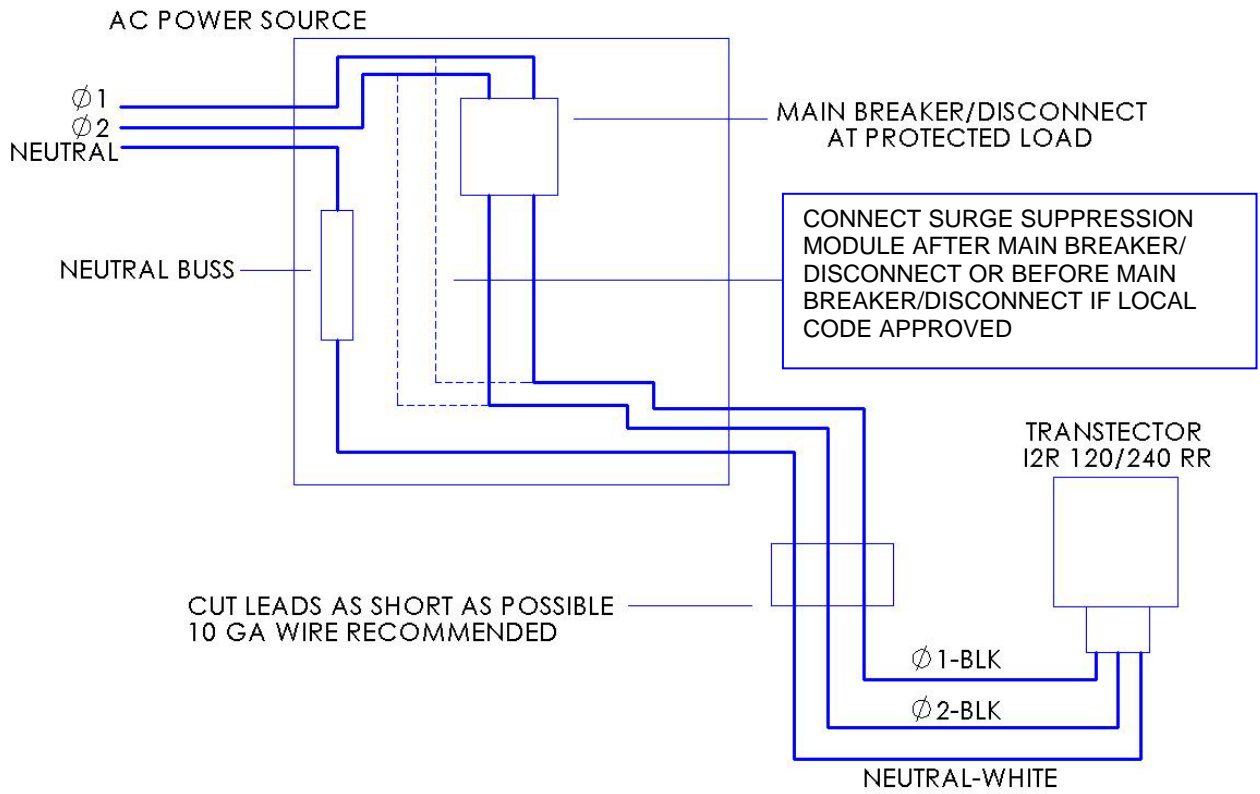 AC POWER SOURCE
Ø1
Ø2
NEUTRAL
MAIN BREAKER/DISCONNECT
AT PROTECTED LOAD
CONNECT SURGE SUPPRESSION
MODULE AFTER MAIN BREAKER/
DISCONNECT OR BEFORE MAIN
BREAKER/DISCONNECT IF LOCAL
CODE APPROVED
NEUTRAL BUSS
TRANSTECTOR
I2R 120/240 RR
CUT LEADS AS SHORT AS POSSIBLE
10 GA WIRE RECOMMENDED
Ø1-BLK
Ø2-BLK
NEUTRAL-WHITE